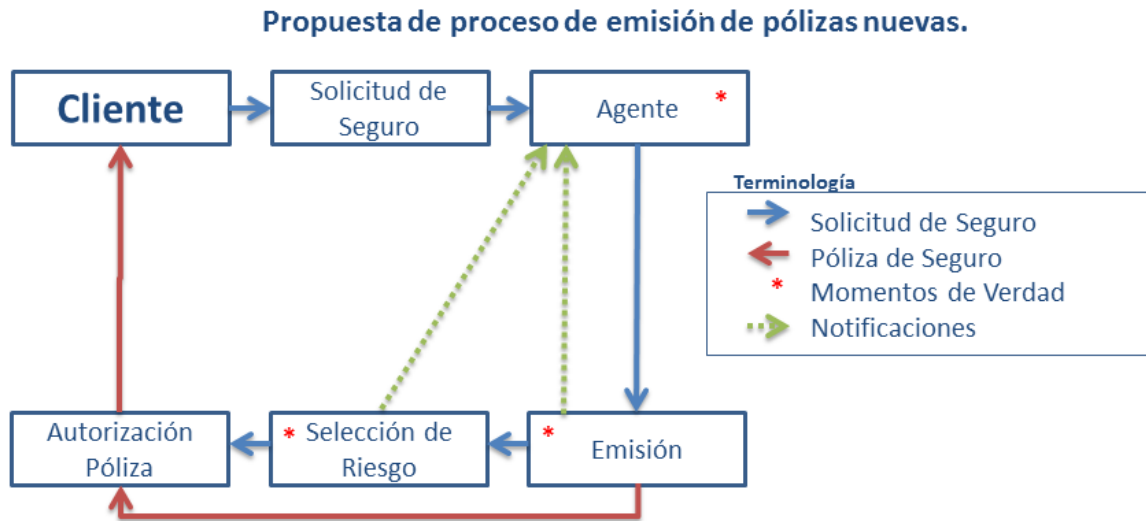 Propuesta de proceso de emisión de pólizas nuevas.
Cliente
Solicitud de
Seguro
Agente *
Terminología
Solicitud de Seguro
Póliza de Seguro
* Momentos de Verdad
Notificaciones
Autorización
Póliza
* Selección de
Riesgo
* Emisión